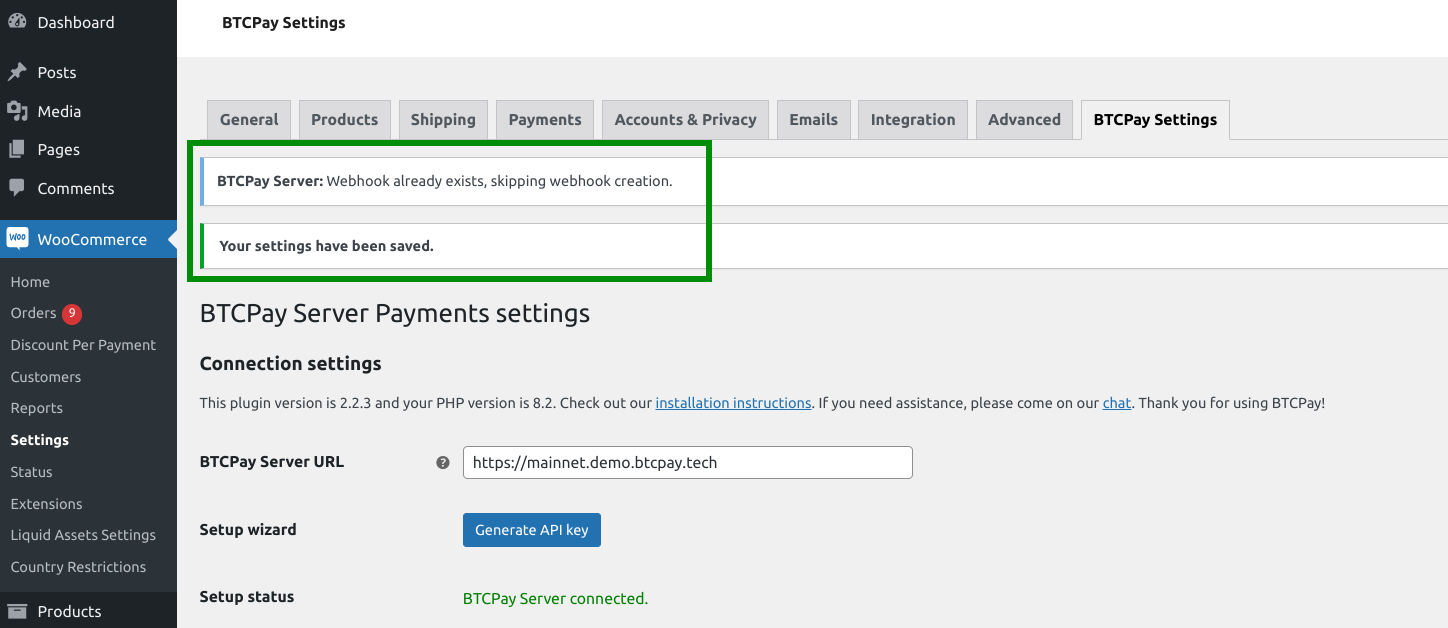 Dashboard
Posts
Media
Pages
Comments
Woo WooCommerce
Home
Orders 9
Discount Per Payment
Customers
Reports
Settings
Status
Extensions
Liquid Assets Settings
Country Restrictions
Products
BTCPay Settings
General Products Shipping Payments Accounts & Privacy Emails Integration Advanced BTCPay Settings
BTCPay Server: Webhook already exists, skipping webhook creation.
Your settings have been saved.
BTCPay Server Payments settings
Connection settings
This plugin version is 2.2.3 and your PHP version is 8.2. Check out our installation instructions. If you need assistance, please come on our chat. Thank you for using BTCPay!
BTCPay Server URL ? https://mainnet.demo.btcpay.tech
Setup wizard Generate API key
Setup status BTCPay Server connected.